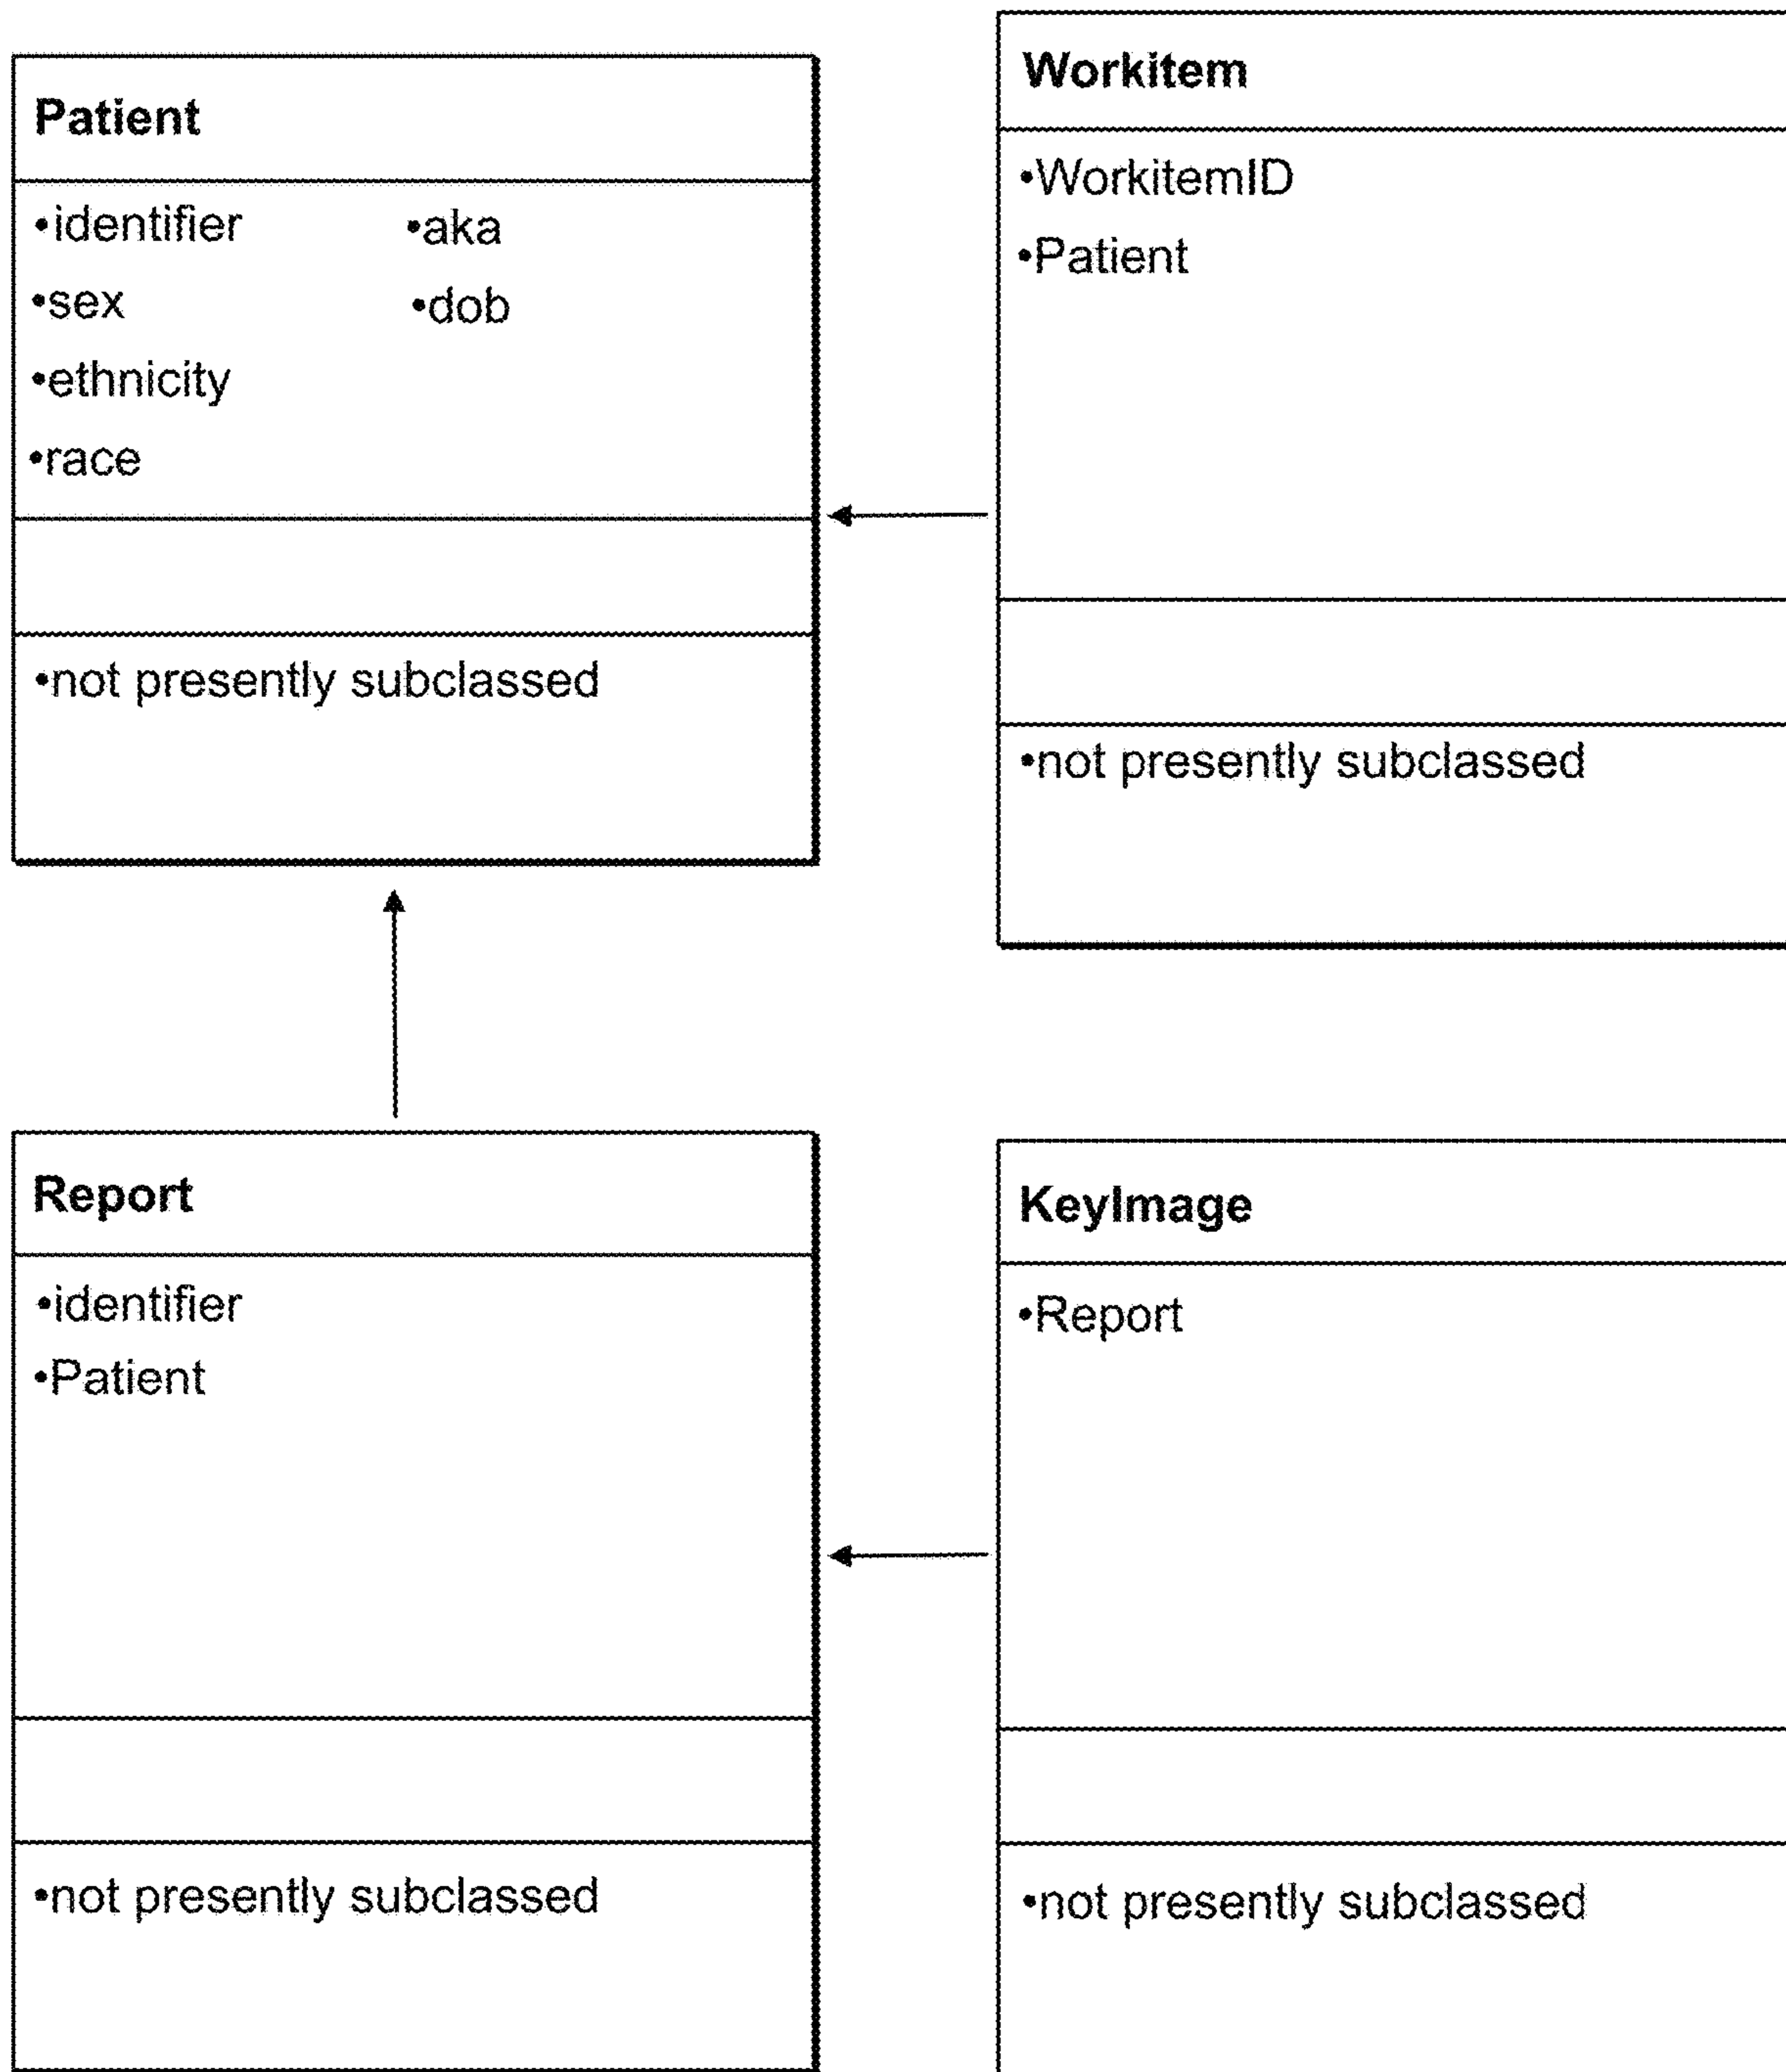 Patient
•identifier •aka
•sex •dob
•ethnicity
•race
•not presently subclassed
Workitem
•WorkitemID
•Patient
•not presently subclassed
Report
•identifier
•Patient
•not presently subclassed
KeyImage
•Report
•not presently subclassed